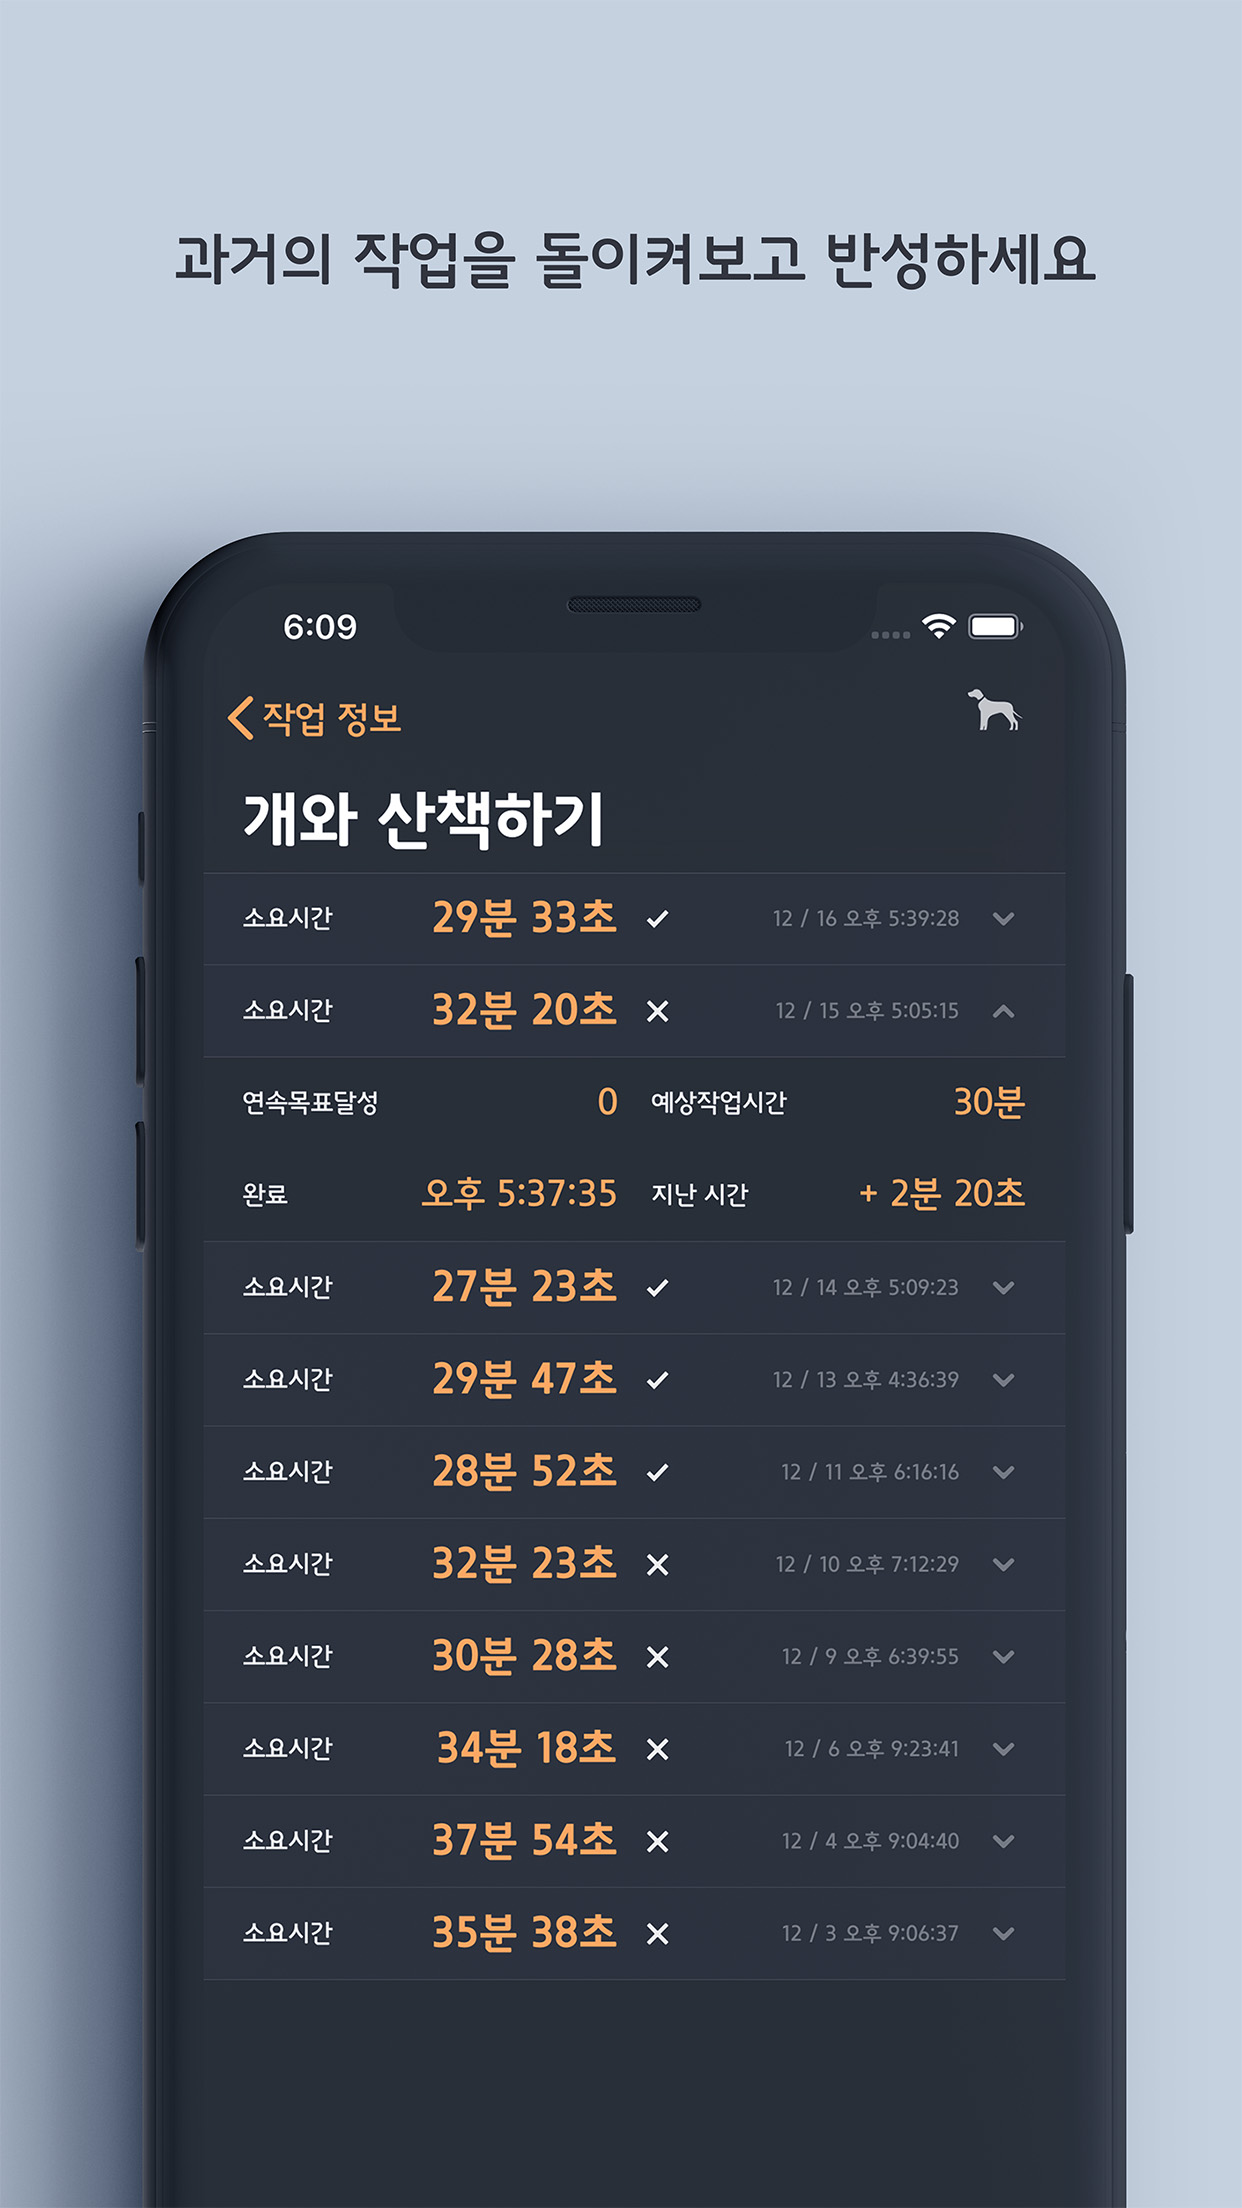 과거의 작업을 돌이켜보고 반성하세요
6:09
작업 정보
개와 산책하기
소요시간 29분 33초 12 / 16 오후 5:39:28
소요시간 32분 20초 12 / 15 오후 5:05:15
연속목표달성 0 예상작업시간 30분
완료 오후 5:37:35 지난 시간 + 2분 20초
소요시간 27분 23초 12 / 14 오후 5:09:23
소요시간 29분 47초 12 / 13 오후 4:36:39
소요시간 28분 52초 12 / 11 오후 6:16:16
소요시간 32분 23초 12 / 10 오후 7:12:29
소요시간 30분 28초 12 / 9 오후 6:39:55
소요시간 34분 18초 12 / 6 오후 9:23:41
소요시간 37분 54초 12 / 4 오후 9:04:40
소요시간 35분 38초 12 / 3 오후 9:06:37